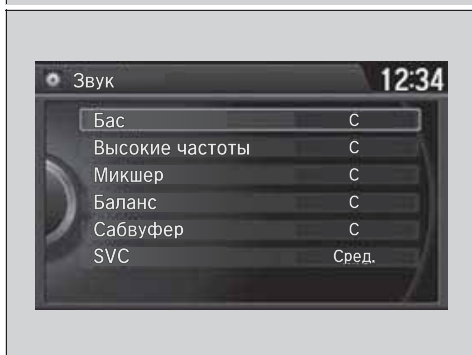 Звук 12:34
Бас C
Высокие частоты C
Микшер C
Баланс C
Сабвуфер C
SVC Сред.